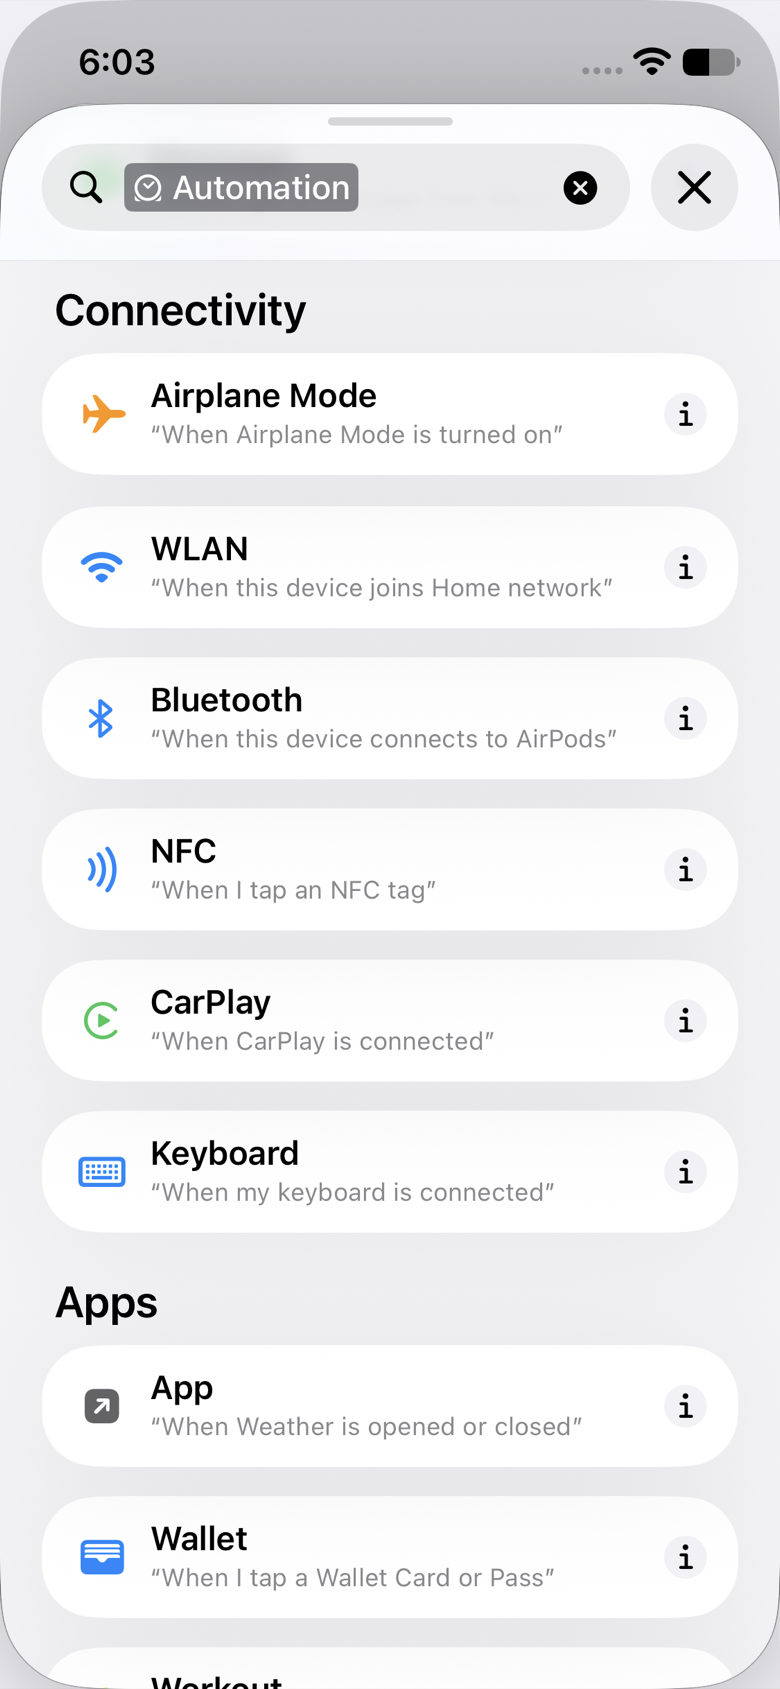 6:03
Automation
Connectivity
Airplane Mode
“When Airplane Mode is turned on”
WLAN
“When this device joins Home network”
Bluetooth
“When this device connects to AirPods”
NFC
“When I tap an NFC tag”
CarPlay
“When CarPlay is connected”
Keyboard
“When my keyboard is connected”
Apps
App
“When Weather is opened or closed”
Wallet
“When I tap a Wallet Card or Pass”
Workout